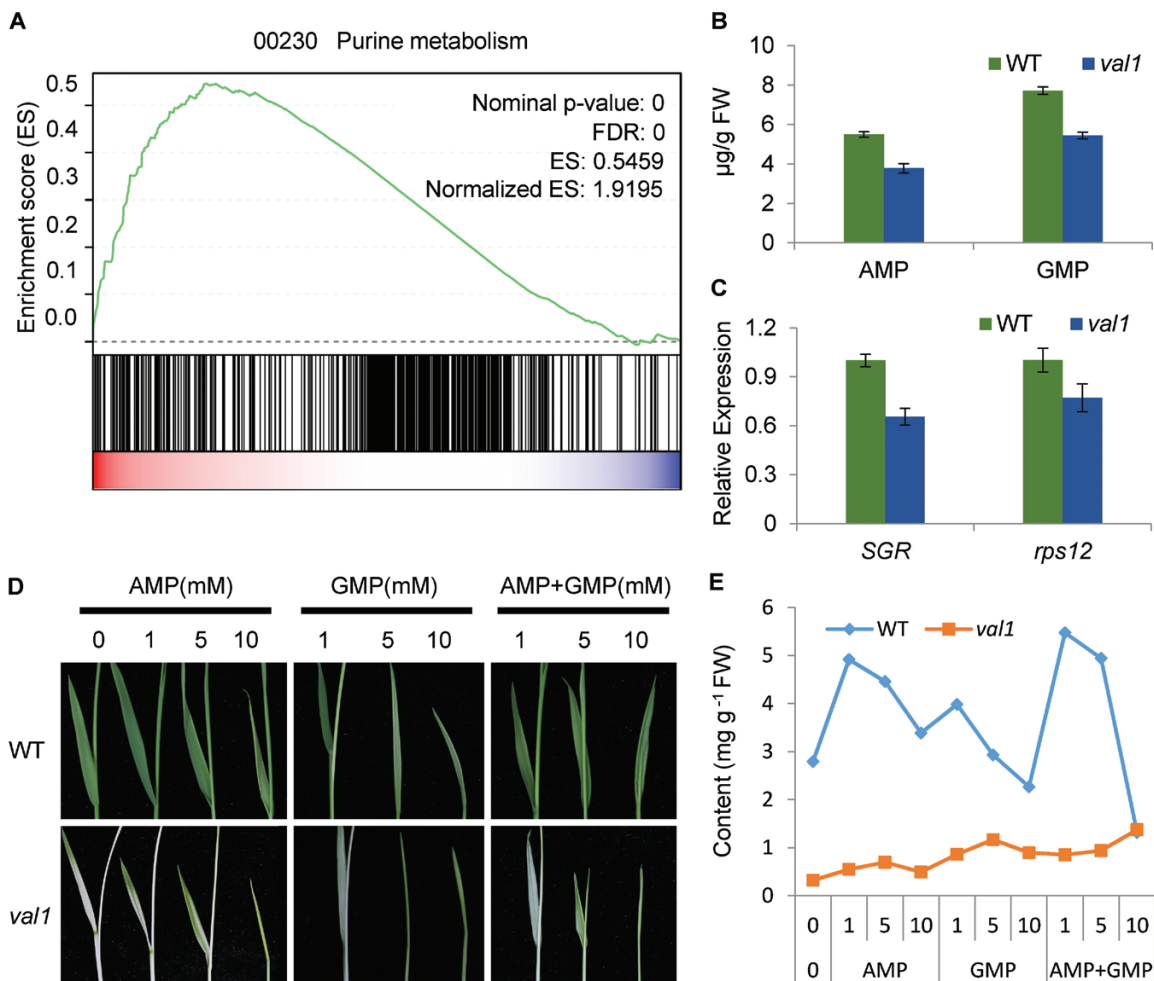 A
00230 Purine metabolism
Enrichment score (ES)
0.5
0.4
0.3
0.2
0.1
0.0
Nominal p-value: 0
FDR: 0
ES: 0.5459
Normalized ES: 1.9195
B
µg/g FW
10
8
6
4
2
0
WT val1
AMP GMP
C
Relative Expression
1.2
0.9
0.6
0.3
0
WT val1
SGR rps12
D
AMP(mM) GMP(mM) AMP+GMP(mM)
0 1 5 10 1 5 10 1 5 10
WT
val1
E
Content (mg g -1 FW)
6
5
4
3
2
1
0
WT val1
0 1 5 10 1 5 10 1 5 10
0 AMP GMP AMP+GMP